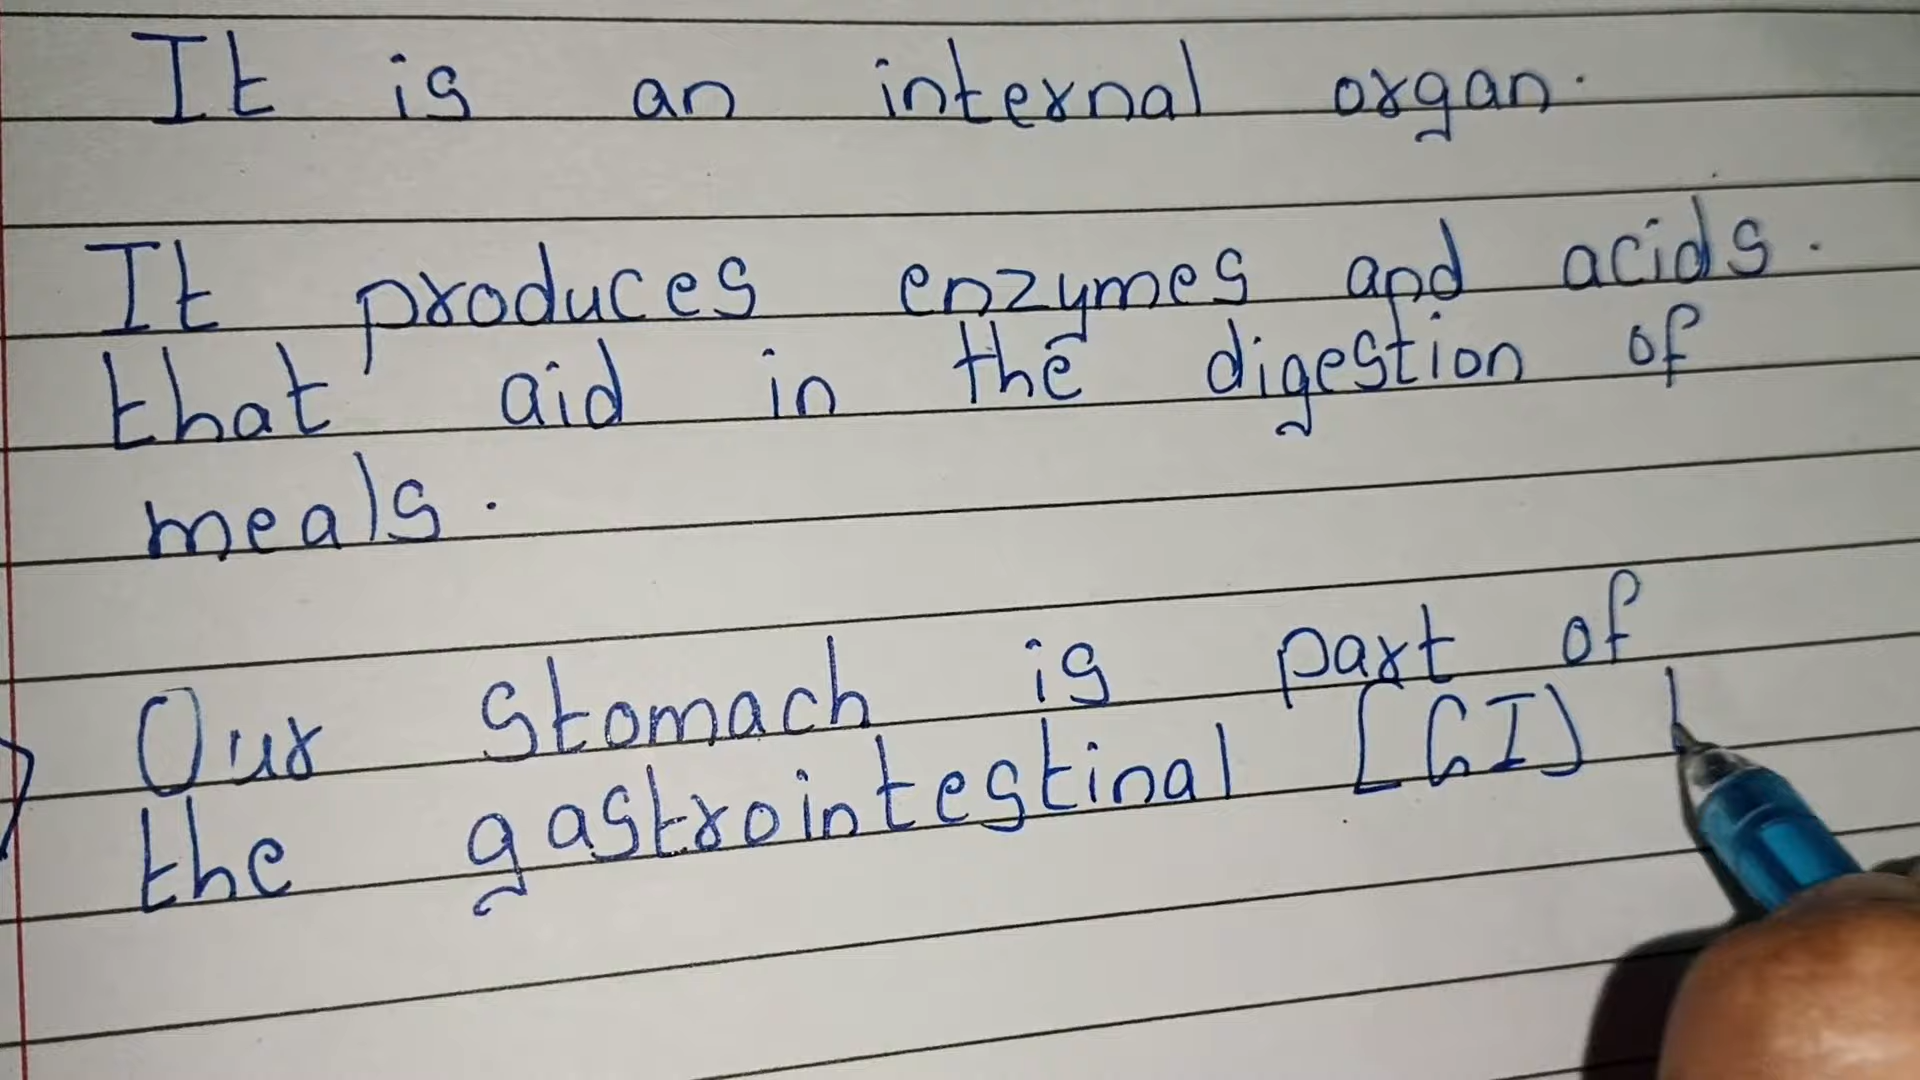 It is an internal organ.
It produces enzymes and acids.
that aid in the digestion of
meals.
Our stomach is part of
the gastrointestinal [GI]